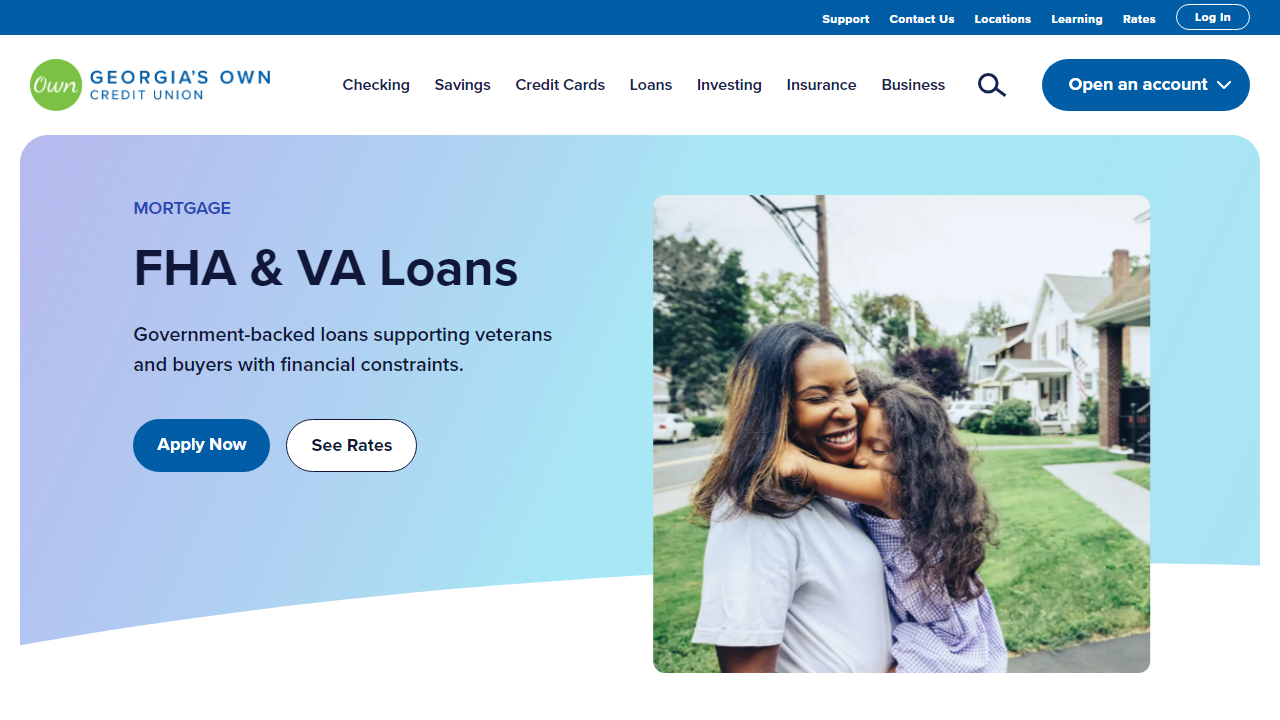 Support Contact Us Locations Learning Rates Log In
Own GEORGIA'S OWN
CREDIT UNION
Checking Savings Credit Cards Loans Investing Insurance Business Open an account
MORTGAGE
FHA & VA Loans
Government-backed loans supporting veterans
and buyers with financial constraints.
Apply Now See Rates